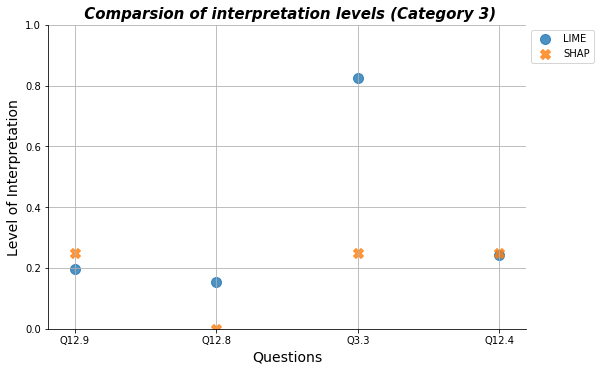 Comparsion of interpretation levels (Category 3)
LIME
SHAP
Level of Interpretation
1.0
0.8
0.6
0.4
0.2
0.0
Q12.9 Q12.8 Q3.3 Q12.4
Questions